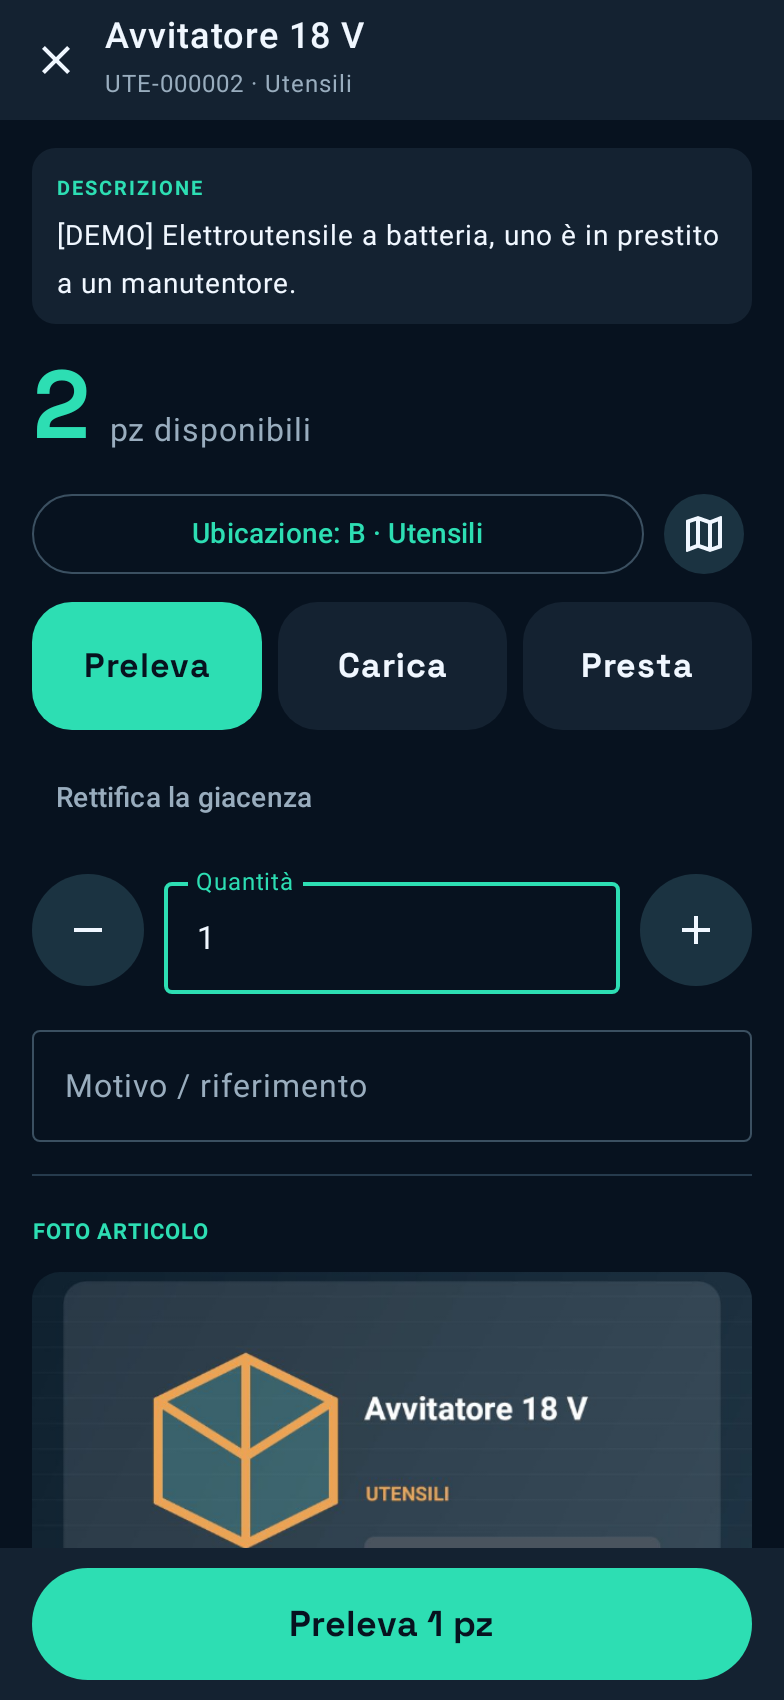 Avvitatore 18 V
UTE-000002 · Utensili
DESCRIZIONE
[DEMO] Elettroutensile a batteria, uno è in prestito
a un manutentore.
2 pz disponibili
Ubicazione: B · Utensili
Preleva Carica Presta
Rettifica la giacenza
Quantità
1
Motivo / riferimento
FOTO ARTICOLO
Avvitatore 18 V
UTENSILI
Preleva 1 pz